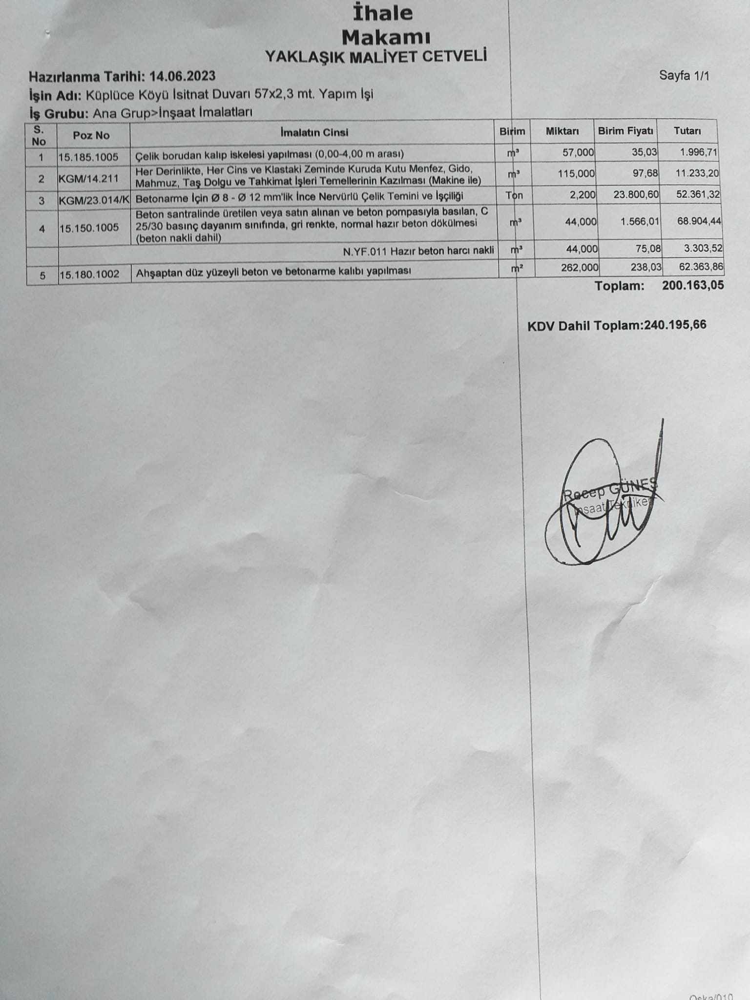 İhale
Makamı
YAKLAŞIK MALİYET CETVELİ
Hazırlanma Tarihi: 14.06.2023
Sayfa 1/1
İşin Adı: Küplüce Köyü İsitnat Duvarı 57x2,3 mt. Yapım İşi
İş Grubu: Ana Grup>İnşaat İmalatları
S. No Poz No İmalatın Cinsi Birim Miktarı Birim Fiyatı Tutarı
1 15.185.1005 Çelik borudan kalıp iskelesi yapılması (0,00-4,00 m arası) m³ 57,000 35,03 1.996,71
2 KGM/14.211 Her Derinlikte, Her Cins ve Klastaki Zeminde Kuruda Kutu Menfez, Gido, m³ 115,000 97,68 11.233,20
Mahmuz, Taş Dolgu ve Tahkimat İşleri Temellerinin Kazılması (Makine ile)
3 KGM/23.014/K Betonarme İçin Ø 8 - Ø 12 mm'lik İnce Nervürlü Çelik Temini ve İşçiliği Ton 2,200 23.800,60 52.361,32
Beton santralinde üretilen veya satın alınan ve beton pompasıyla basılan, C
4 15.150.1005 25/30 basınç dayanım sınıfında, gri renkte, normal hazır beton dökülmesi m³ 44,000 1.566,01 68.904,44
(beton nakli dahil)
N.YF.011 Hazır beton harcı nakli m³ 44,000 75,08 3.303,52
5 15.180.1002 Ahşaptan düz yüzeyli beton ve betonarme kalıbı yapılması m² 262,000 238,03 62.363,86
Toplam: 200.163,05
KDV Dahil Toplam:240.195,66
Recep GÜNEŞ
İnşaat Teknikeri